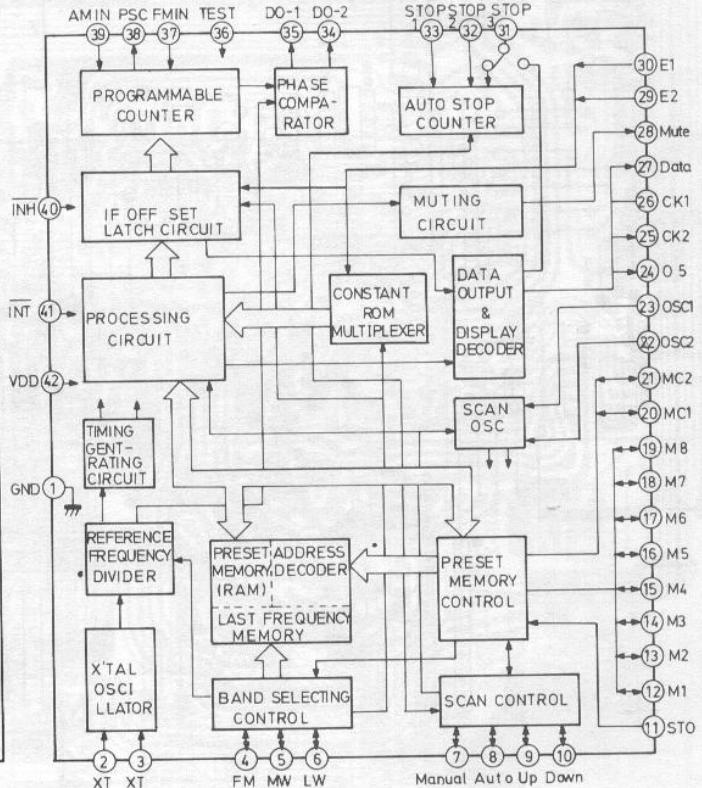 AMIN PSC FMIN TEST DO-1 DO-2 STOP STOP STOP
1 2 3
39 38 37 36 35 34 33 32 31
PROGRAMMABLE
COUNTER
PHASE
COMPA-
RATOR
AUTO STOP
COUNTER
30 E1
29 E2
28 Mute
27 Data
26 CK1
25 CK2
24 O 5
23 OSC1
22 OSC2
21 MC2
20 MC1
19 M8
18 M7
17 M6
16 M5
15 M4
14 M3
13 M2
12 M1
11 STO
INH 40
IF OFF SET
LATCH CIRCUIT
MUTING
CIRCUIT
INT 41
PROCESSING
CIRCUIT
CONSTANT
ROM
MULTIPLEXER
DATA
OUTPUT
&
DISPLAY
DECODER
VDD 42
TIMING
GENT-
RATING
CIRCUIT
SCAN
OSC
GND 1
REFERENCE
FREQUENCY
DIVIDER
PRESET
MEMORY
(RAM)
ADDRESS
DECODER
LAST FREQUENCY
MEMORY
PRESET
MEMORY
CONTROL
X'TAL
OSCI
LLATOR
BAND SELECTING
CONTROL
SCAN CONTROL
2 3 4 5 6 7 8 9 10
XT XT FM MW LW Manual Auto Up Down